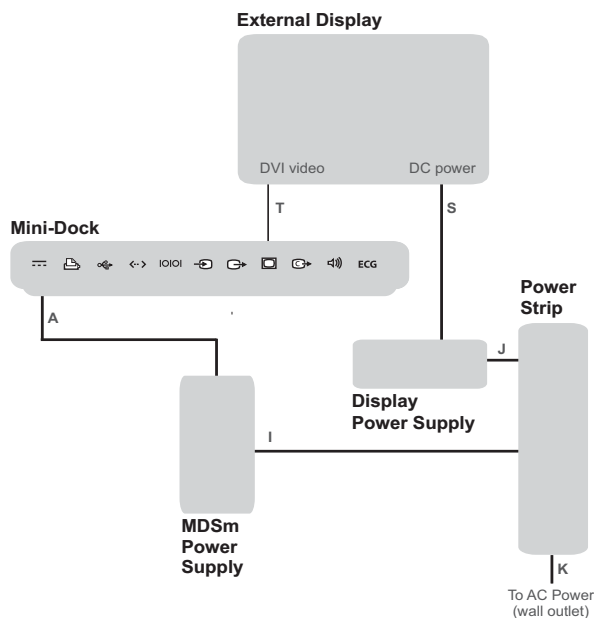 External Display
DVI video
DC power
T
S
Mini-Dock
IOIOI
C
ECG
A
Power
Strip
J
Display
Power Supply
I
MDSm
Power
Supply
K
To AC Power
(wall outlet)